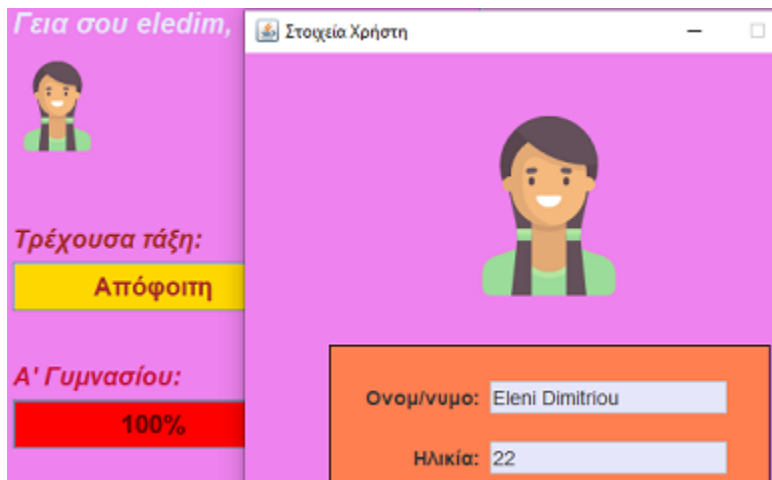 Γεια σου eledim,
Τρέχουσα τάξη:
Απόφοιτη
Α' Γυμνασίου:
100%
Στοιχεία Χρήστη
Ονομ/νυμο: Eleni Dimitriou
Ηλικία: 22